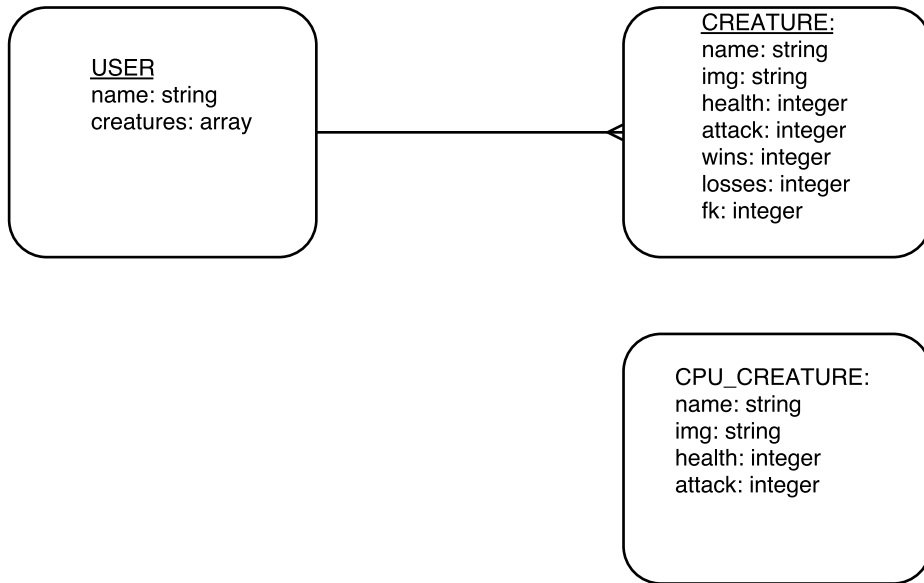 USER
name: string
creatures: array
CREATURE:
name: string
img: string
health: integer
attack: integer
wins: integer
losses: integer
fk: integer
CPU_CREATURE:
name: string
img: string
health: integer
attack: integer